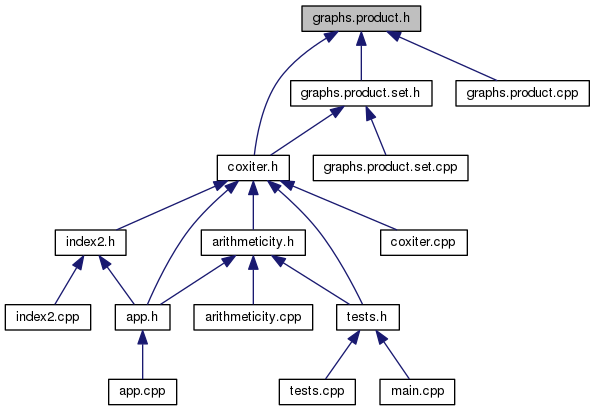 graphs.product.h
graphs.product.set.h
graphs.product.cpp
coxiter.h
graphs.product.set.cpp
index2.h
arithmeticity.h
coxiter.cpp
index2.cpp
app.h
arithmeticity.cpp
tests.h
app.cpp
tests.cpp
main.cpp